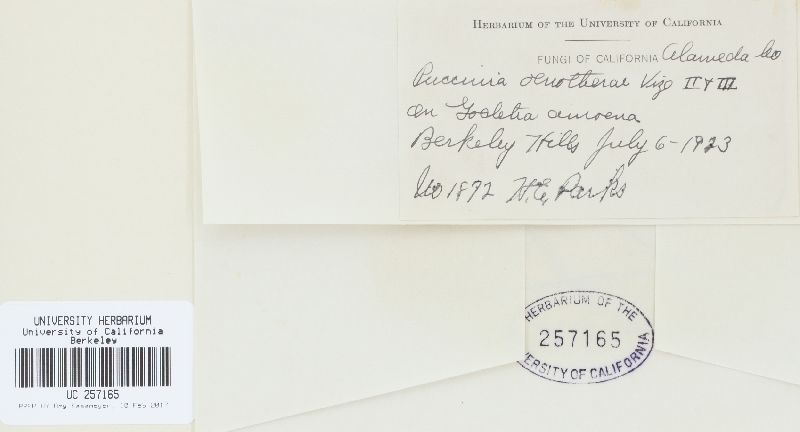 HERBARIUM OF THE UNIVERSITY OF CALIFORNIA
FUNGI OF CALIFORNIA Alameda Co
Puccinia oenotherae Vize II & III
on Godetia amoena
Berkeley Hills July 6-1923
No 1872 H.E. Parks
HERBARIUM OF THE
257165
VERSITY OF CALIFORNIA
UNIVERSITY HERBARIUM
University of California
Berkeley
UC 257165